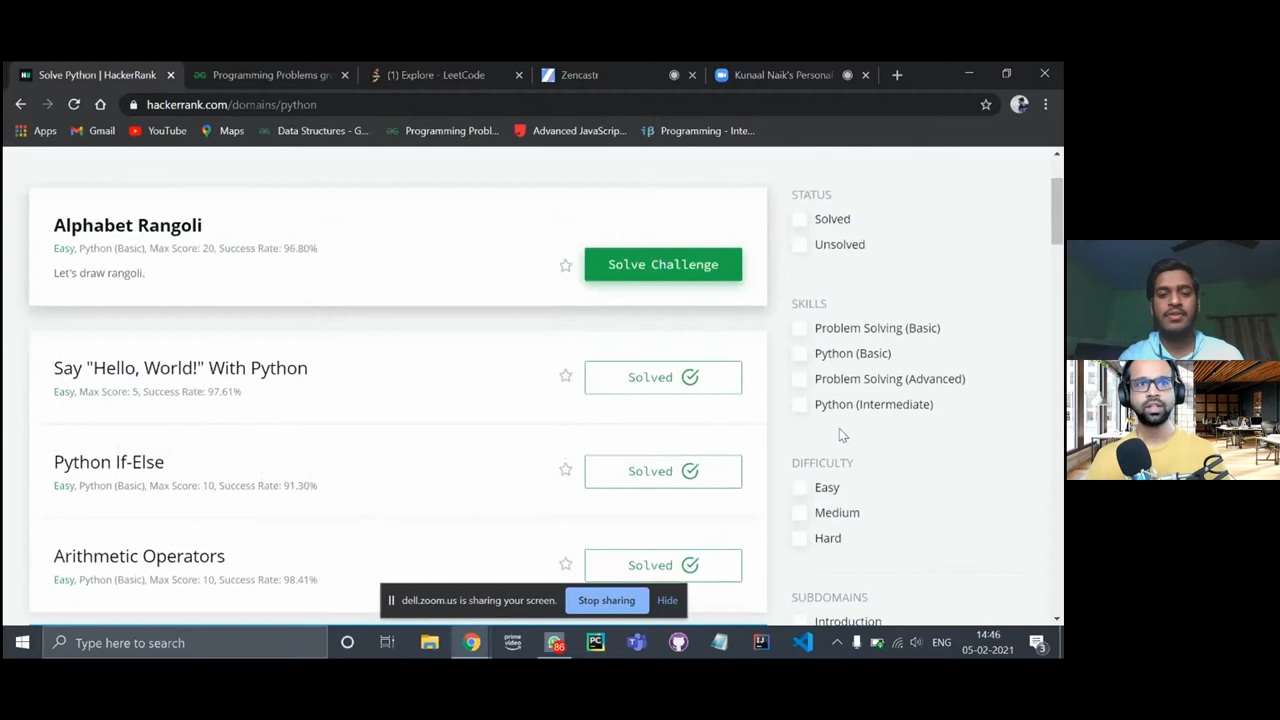 Solve Python | HackerRank
Programming Problems an
(1) Explore - LeetCode
Zencastr
Kunaal Naik's Personal
hackerrank.com/domains/python
Apps
Gmail
YouTube
Maps
Data Structures - G...
Programming Probl...
Advanced JavaScrip...
Programming - Inte...
Alphabet Rangoli
Easy, Python (Basic), Max Score: 20, Success Rate: 96.80%
Let's draw rangoli.
Solve Challenge
Say "Hello, World!" With Python
Easy, Max Score: 5, Success Rate: 97.61%
Solved
Python If-Else
Easy, Python (Basic), Max Score: 10, Success Rate: 91.30%
Solved
Arithmetic Operators
Easy, Python (Basic), Max Score: 10, Success Rate: 98.41%
Solved
STATUS
Solved
Unsolved
SKILLS
Problem Solving (Basic)
Python (Basic)
Problem Solving (Advanced)
Python (Intermediate)
DIFFICULTY
Easy
Medium
Hard
SUBDOMAINS
Introduction
dell.zoom.us is sharing your screen.
Stop sharing
Hide
Type here to search
prime
video
86
PC
ENG
14:46
05-02-2021
3